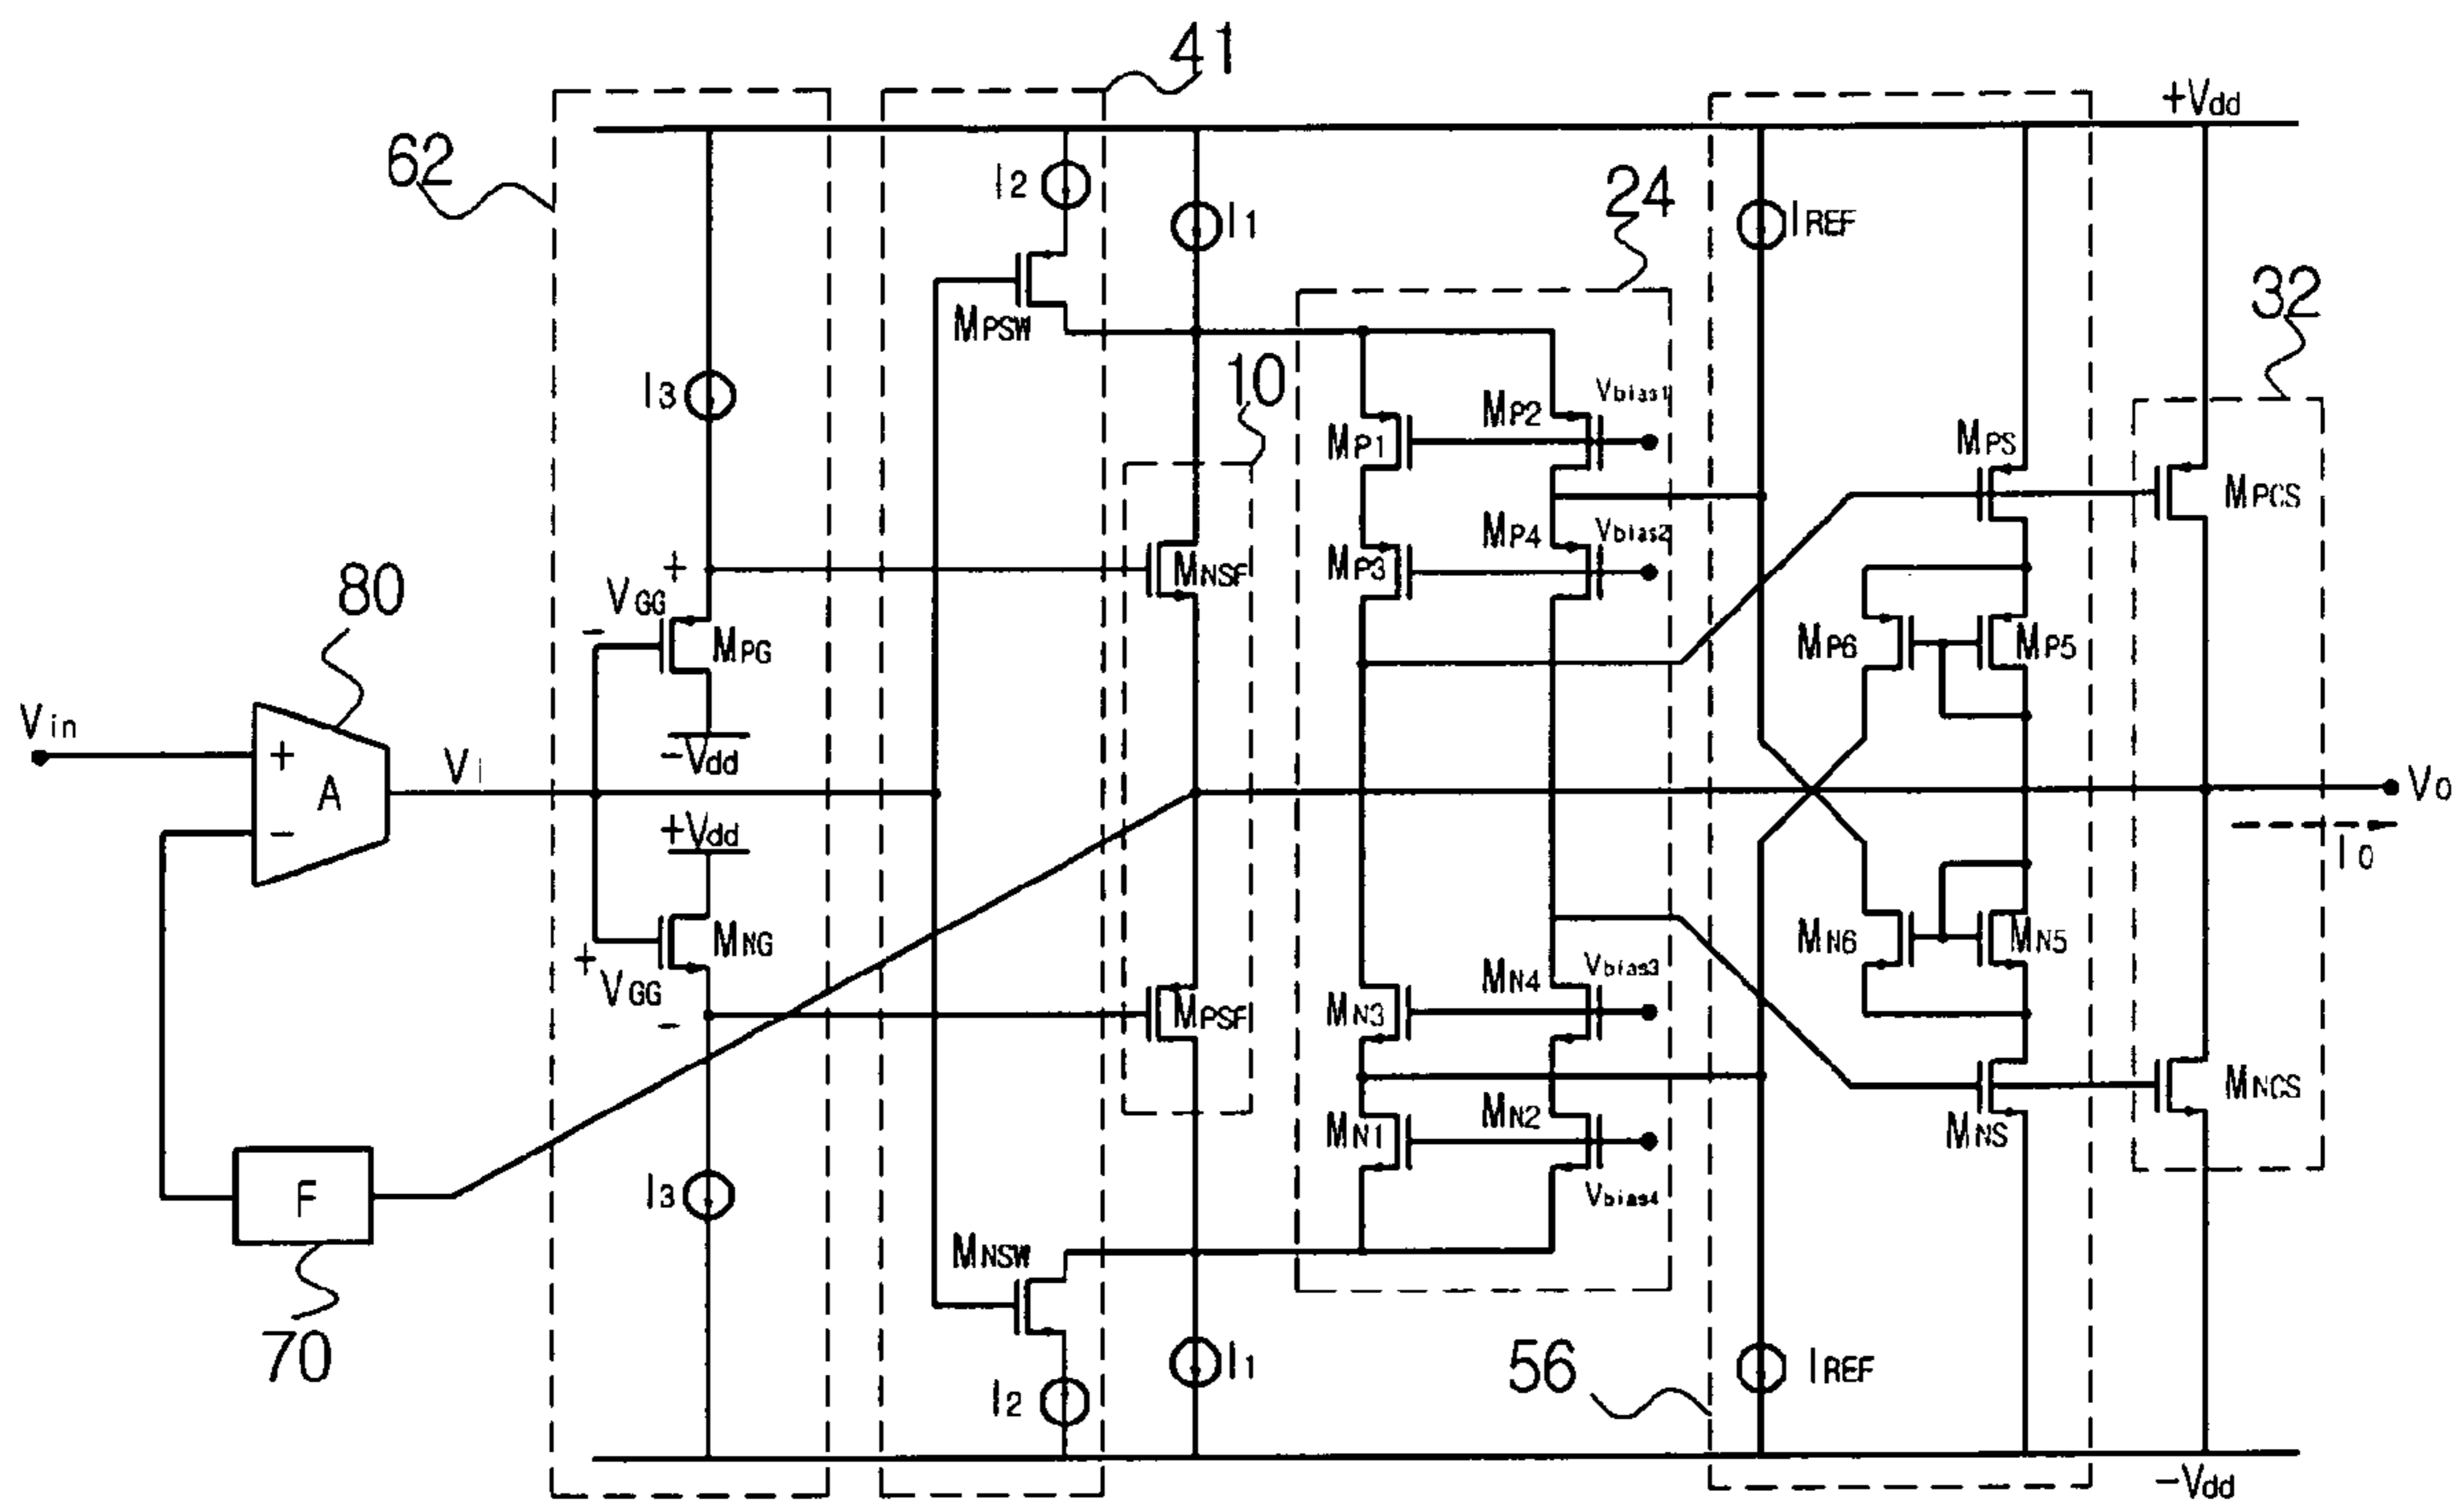 41
+Vdd
62
I2
24
I1
IREF
32
MPSW
10
Vbias1
MP2
I3
MP1
MPS
MPCS
Vbias2
MP4
+
MNSF
MP3
80
VGG
-
MPG
MP6
MP5
Vin
+
A
-
Vi
-Vdd
Vo
+Vdd
Io
MNG
MN6
MN5
+
VGG
-
Vbias3
MN4
MPSF
MN3
MN2
MN1
MNS
MNCS
F
I3
Vbias4
MNSW
70
I2
I1
56
IREF
-Vdd